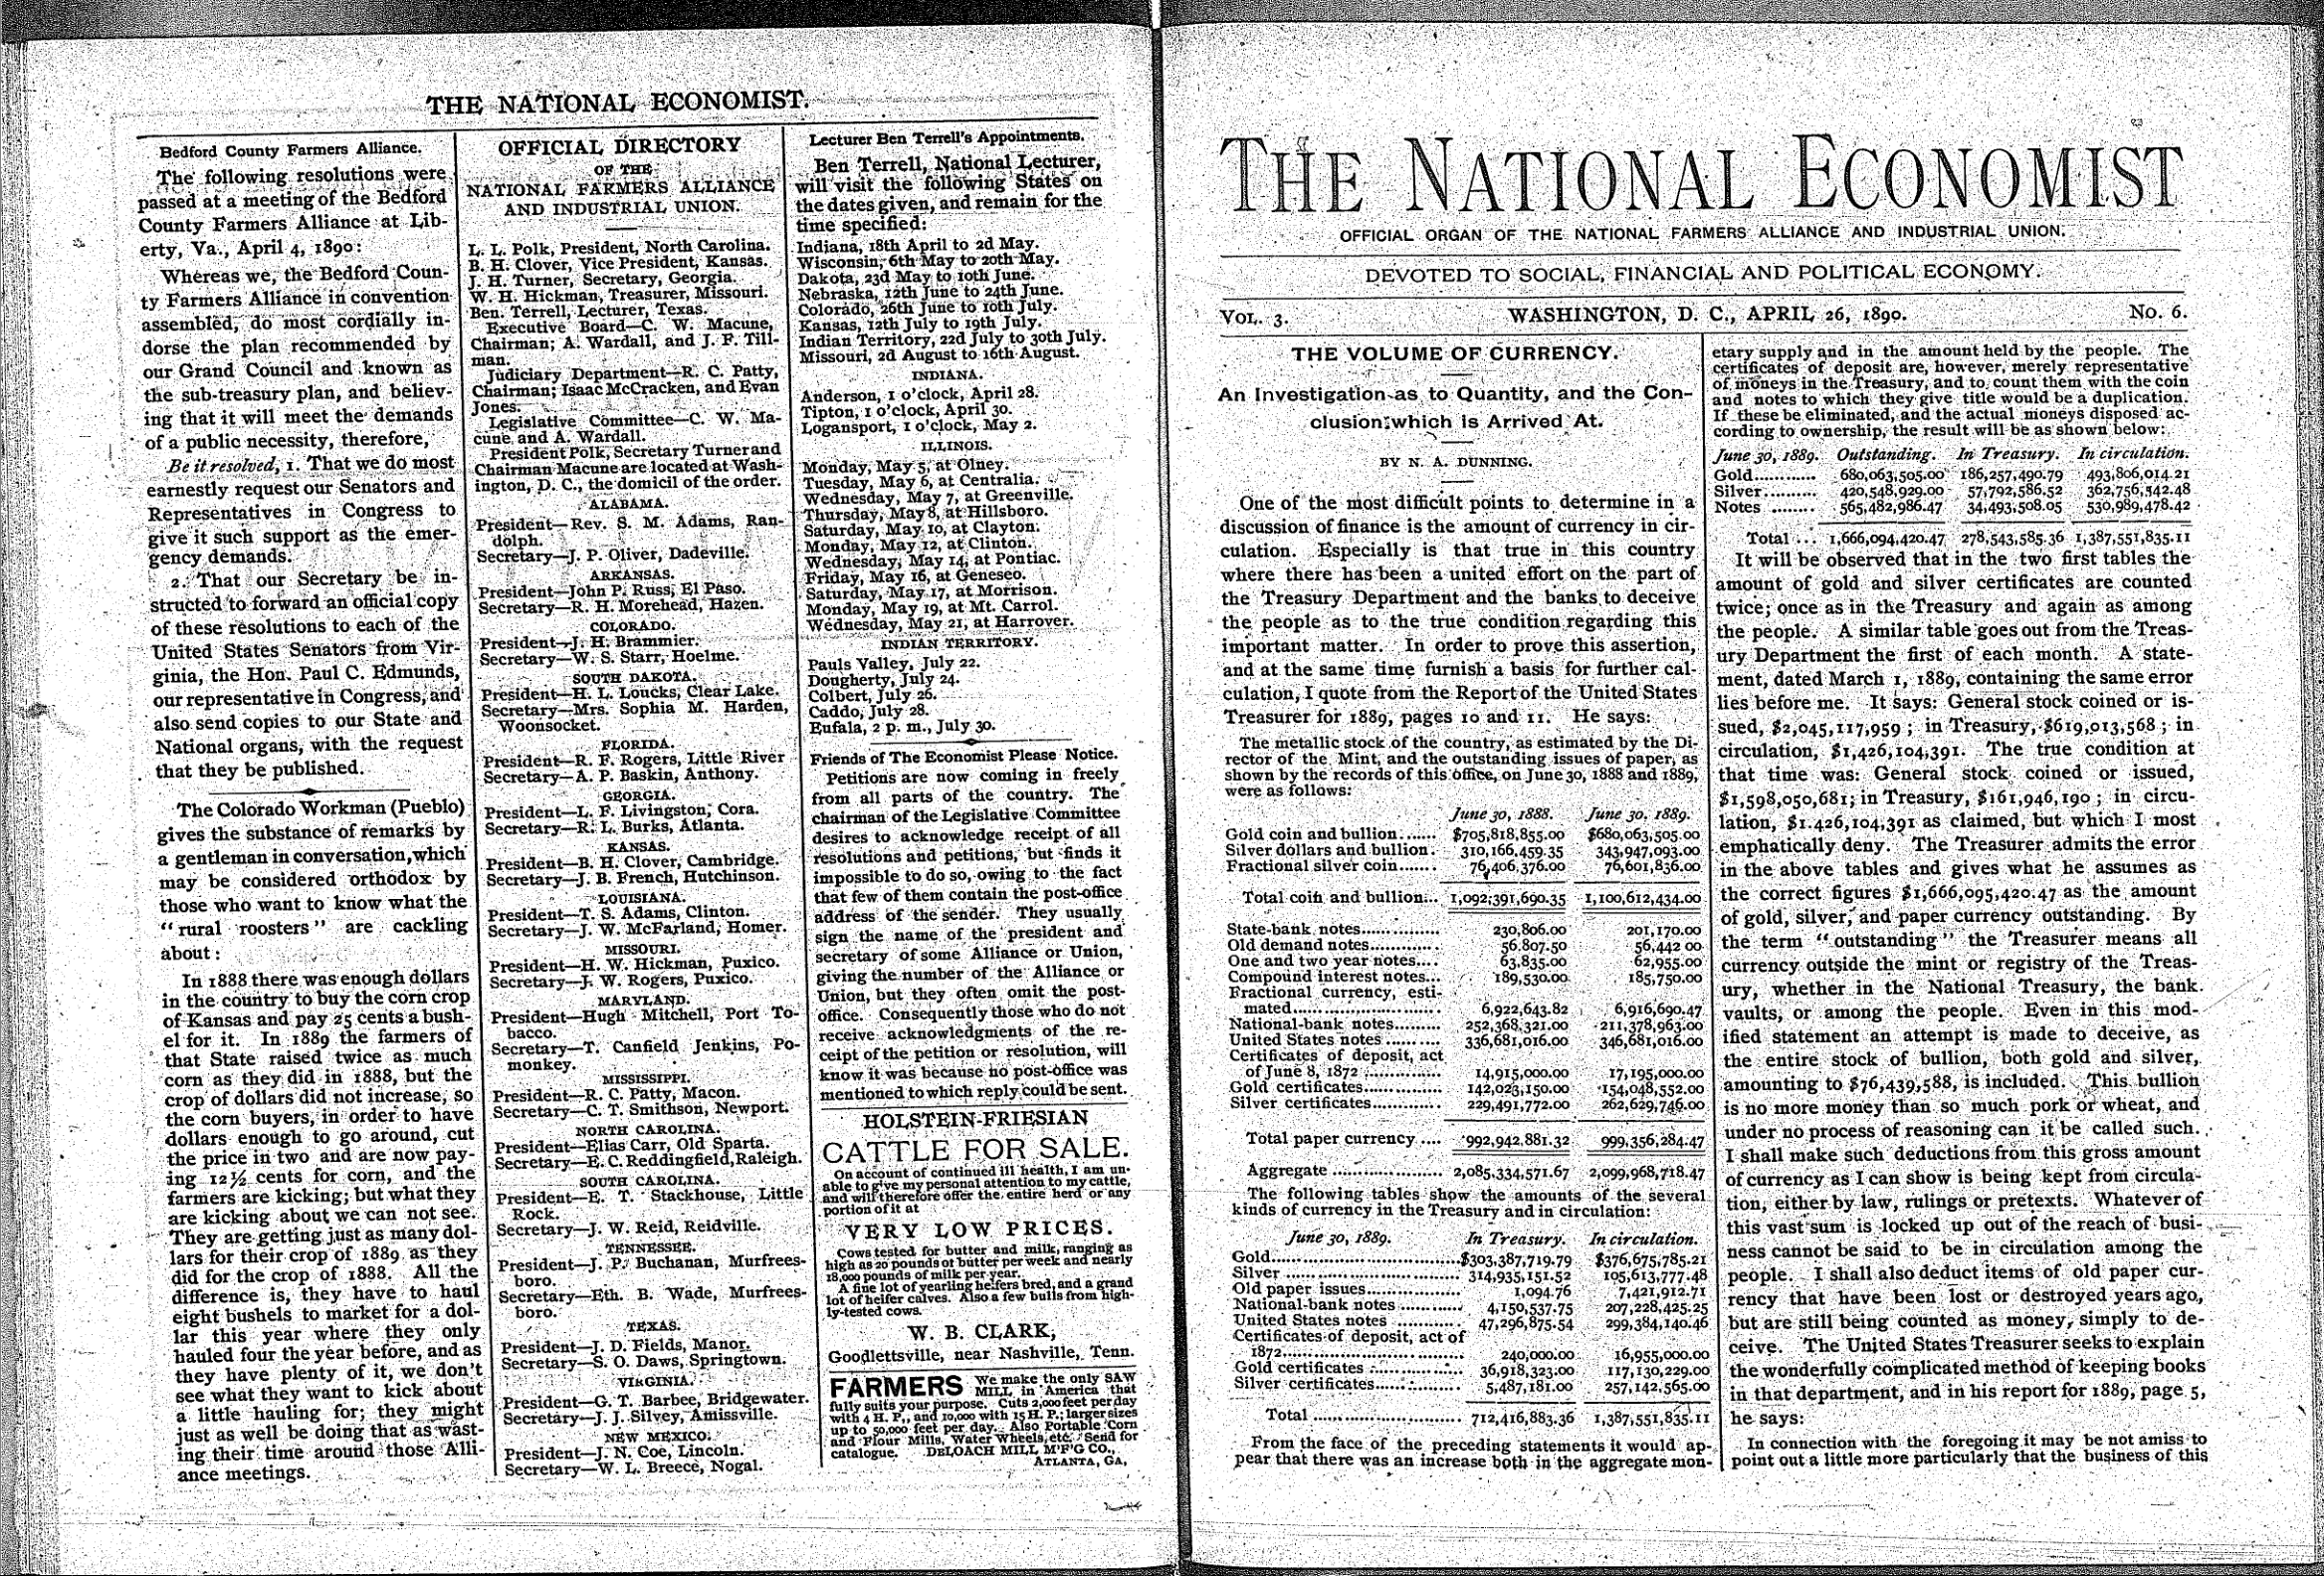 THE NATIONAL ECONOMIST.
Bedford County Farmers Alliance.
The following resolutions were
passed at a meeting of the Bedford
County Farmers Alliance at Lib-
erty, Va., April 4, 1890:
Whereas we, the Bedford Coun-
ty Farmers Alliance in convention
assembled, do most cordially in-
dorse the plan recommended by
our Grand Council and known as
the sub-treasury plan, and believ-
ing that it will meet the demands
of a public necessity, therefore,
Be it resolved, 1. That we do most
earnestly request our Senators and
Representatives in Congress to
give it such support as the emer-
gency demands.
2. That our Secretary be in-
structed to forward an official copy
of these resolutions to each of the
United States Senators from Vir-
ginia, the Hon. Paul C. Edmunds,
our representative in Congress, and
also send copies to our State and
National organs, with the request
that they be published.
The Colorado Workman (Pueblo)
gives the substance of remarks by
a gentleman in conversation, which
may be considered orthodox by
those who want to know what the
"rural roosters" are cackling
about:
In 1888 there was enough dollars
in the country to buy the corn crop
of Kansas and pay 25 cents a bush-
el for it. In 1889 the farmers of
that State raised twice as much
corn as they did in 1888, but the
crop of dollars did not increase, so
the corn buyers, in order to have
dollars enough to go around, cut
the price in two and are now pay-
ing 12½ cents for corn, and the
farmers are kicking; but what they
are kicking about we can not see.
They are getting just as many dol-
lars for their crop of 1889 as they
did for the crop of 1888. All the
difference is, they have to haul
eight bushels to market for a dol-
lar this year where they only
hauled four the year before, and as
they have plenty of it, we don't
see what they want to kick about
a little hauling for; they might
just as well be doing that as wast-
ing their time around those Alli-
ance meetings.
OFFICIAL DIRECTORY
OF THE
NATIONAL FARMERS ALLIANCE
AND INDUSTRIAL UNION.
L. L. Polk, President, North Carolina.
B. H. Clover, Vice President, Kansas.
J. H. Turner, Secretary, Georgia.
W. H. Hickman, Treasurer, Missouri.
Ben. Terrell, Lecturer, Texas.
Executive Board—C. W. Macune,
Chairman; A. Wardall, and J. F. Till-
man.
Judiciary Department—R. C. Patty,
Chairman; Isaac McCracken, and Evan
Jones.
Legislative Committee—C. W. Ma-
cune and A. Wardall.
President Polk, Secretary Turner and
Chairman Macune are located at Wash-
ington, D. C., the domicil of the order.
ALABAMA.
President—Rev. S. M. Adams, Ran-
dolph.
Secretary—J. P. Oliver, Dadeville.
ARKANSAS.
President—John P. Russ, El Paso.
Secretary—R. H. Morehead, Hazen.
COLORADO.
President—J. H. Brammier.
Secretary—W. S. Starr, Hoelme.
SOUTH DAKOTA.
President—H. L. Loucks, Clear Lake.
Secretary—Mrs. Sophia M. Harden,
Woonsocket.
FLORIDA.
President—R. F. Rogers, Little River
Secretary—A. P. Baskin, Anthony.
GEORGIA.
President—L. F. Livingston, Cora.
Secretary—R. L. Burks, Atlanta.
KANSAS.
President—B. H. Clover, Cambridge.
Secretary—J. B. French, Hutchinson.
LOUISIANA.
President—T. S. Adams, Clinton.
Secretary—J. W. McFarland, Homer.
MISSOURI.
President—H. W. Hickman, Puxico.
Secretary—J. W. Rogers, Puxico.
MARYLAND.
President—Hugh Mitchell, Port To-
bacco.
Secretary—T. Canfield Jenkins, Po-
monkey.
MISSISSIPPI.
President—R. C. Patty, Macon.
Secretary—C. T. Smithson, Newport.
NORTH CAROLINA.
President—Elias Carr, Old Sparta.
Secretary—E. C. Reddingfield, Raleigh.
SOUTH CAROLINA.
President—E. T. Stackhouse, Little
Rock.
Secretary—J. W. Reid, Reidville.
TENNESSEE.
President—J. P. Buchanan, Murfrees-
boro.
Secretary—Eth. B. Wade, Murfrees-
boro.
TEXAS.
President—J. D. Fields, Manor.
Secretary—S. O. Daws, Springtown.
VIRGINIA.
President—G. T. Barbee, Bridgewater.
Secretary—J. J. Silvey, Amissville.
NEW MEXICO.
President—J. N. Coe, Lincoln.
Secretary—W. L. Breece, Nogal.
Lecturer Ben Terrell's Appointments.
Ben Terrell, National Lecturer,
will visit the following States on
the dates given, and remain for the
time specified:
Indiana, 18th April to 2d May.
Wisconsin, 6th May to 20th May.
Dakota, 23d May to 10th June.
Nebraska, 12th June to 24th June.
Colorado, 26th June to 10th July.
Kansas, 12th July to 19th July.
Indian Territory, 22d July to 30th July.
Missouri, 2d August to 16th August.
INDIANA.
Anderson, 1 o'clock, April 28.
Tipton, 1 o'clock, April 30.
Logansport, 1 o'clock, May 2.
ILLINOIS.
Monday, May 5, at Olney.
Tuesday, May 6, at Centralia.
Wednesday, May 7, at Greenville.
Thursday, May 8, at Hillsboro.
Saturday, May 10, at Clayton.
Monday, May 12, at Clinton.
Wednesday, May 14, at Pontiac.
Friday, May 16, at Geneseo.
Saturday, May 17, at Morrison.
Monday, May 19, at Mt. Carrol.
Wednesday, May 21, at Harrover.
INDIAN TERRITORY.
Pauls Valley, July 22.
Dougherty, July 24.
Colbert, July 26.
Caddo, July 28.
Eufala, 2 p. m., July 30.
Friends of The Economist Please Notice.
Petitions are now coming in freely
from all parts of the country. The
chairman of the Legislative Committee
desires to acknowledge receipt of all
resolutions and petitions, but finds it
impossible to do so, owing to the fact
that few of them contain the post-office
address of the sender. They usually
sign the name of the president and
secretary of some Alliance or Union,
giving the number of the Alliance or
Union, but they often omit the post-
office. Consequently those who do not
receive acknowledgments of the re-
ceipt of the petition or resolution, will
know it was because no post-office was
mentioned to which reply could be sent.
HOLSTEIN-FRIESIAN
CATTLE FOR SALE.
On account of continued ill health, I am un-
able to give my personal attention to my cattle,
and will therefore offer the entire herd or any
portion of it at
VERY LOW PRICES.
Cows tested for butter and milk, ranging as
high as 20 pounds of butter per week and nearly
18,000 pounds of milk per year.
A fine lot of yearling heifers bred, and a grand
lot of heifer calves. Also a few bulls from high-
ly-tested cows.
W. B. CLARK,
Goodlettsville, near Nashville, Tenn.
FARMERS We make the only SAW
MILL in America that
fully suits your purpose. Cuts 2,000 feet per day
with 4 H. P., and 10,000 with 15 H. P.; larger sizes
up to 50,000 feet per day. Also Portable Corn
and Flour Mills, Water Wheels, etc. Send for
catalogue. DELOACH MILL M'F'G CO.,
ATLANTA, GA,
THE NATIONAL ECONOMIST
OFFICIAL ORGAN OF THE NATIONAL FARMERS ALLIANCE AND INDUSTRIAL UNION.
DEVOTED TO SOCIAL, FINANCIAL AND POLITICAL ECONOMY.
VOL. 3. WASHINGTON, D. C., APRIL 26, 1890. No. 6.
THE VOLUME OF CURRENCY.
An Investigation as to Quantity, and the Con-
clusion which is Arrived At.
BY N. A. DUNNING.
One of the most difficult points to determine in a
discussion of finance is the amount of currency in cir-
culation. Especially is that true in this country
where there has been a united effort on the part of
the Treasury Department and the banks to deceive
the people as to the true condition regarding this
important matter. In order to prove this assertion,
and at the same time furnish a basis for further cal-
culation, I quote from the Report of the United States
Treasurer for 1889, pages 10 and 11. He says:
The metallic stock of the country, as estimated by the Di-
rector of the Mint, and the outstanding issues of paper, as
shown by the records of this office, on June 30, 1888 and 1889,
were as follows:
June 30, 1888. June 30, 1889.
Gold coin and bullion...... $705,818,855.00 $680,063,505.00
Silver dollars and bullion. 310,166,459.35 343,947,093.00
Fractional silver coin...... 76,406,376.00 76,601,836.00
Total coin and bullion... 1,092,391,690.35 1,100,612,434.00
State-bank notes.............. 230,806.00 201,170.00
Old demand notes............. 56.807.50 56,442 00
One and two year notes.... 63,835.00 62,955.00
Compound interest notes... 189,530.00 185,750.00
Fractional currency, esti-
mated........................ 6,922,643.82 6,916,690.47
National-bank notes......... 252,368,321.00 211,378,963.00
United States notes ......... 336,681,016.00 346,681,016.00
Certificates of deposit, act
of June 8, 1872 ............. 14,915,000.00 17,195,000.00
Gold certificates............... 142,023,150.00 154,048,552.00
Silver certificates............. 229,491,772.00 262,629,746.00
Total paper currency .... 992,942,881.32 999,356,284.47
Aggregate ...................... 2,085,334,571.67 2,099,968,718.47
The following tables show the amounts of the several
kinds of currency in the Treasury and in circulation:
June 30, 1889. In Treasury. In circulation.
Gold.................................. $303,387,719.79 $376,675,785.21
Silver ................................ 314,935,151.52 105,613,777.48
Old paper issues.................. 1,094.76 7,421,912.71
National-bank notes ............ 4,150,537.75 207,228,425.25
United States notes ............ 47,296,875.54 299,384,140.46
Certificates of deposit, act of
1872................................. 240,000.00 16,955,000.00
Gold certificates ................ 36,918,323.00 117,130,229.00
Silver certificates............... 5,487,181.00 257,142,565.00
Total ........................... 712,416,883.36 1,387,551,835.11
From the face of the preceding statements it would ap-
pear that there was an increase both in the aggregate mon-
etary supply and in the amount held by the people. The
certificates of deposit are, however, merely representative
of moneys in the Treasury, and to count them with the coin
and notes to which they give title would be a duplication.
If these be eliminated, and the actual moneys disposed ac-
cording to ownership, the result will be as shown below:
June 30, 1889. Outstanding. In Treasury. In circulation.
Gold........... 680,063,505.00 186,257,490.79 493,806,014.21
Silver.......... 420,548,929.00 57,792,586.52 362,756,342.48
Notes ........ 565,482,986.47 34,493,508.05 530,989,478.42
Total ... 1,666,094,420.47 278,543,585.36 1,387,551,835.11
It will be observed that in the two first tables the
amount of gold and silver certificates are counted
twice; once as in the Treasury and again as among
the people. A similar table goes out from the Treas-
ury Department the first of each month. A state-
ment, dated March 1, 1889, containing the same error
lies before me. It says: General stock coined or is-
sued, $2,045,117,959; in Treasury, $619,013,568; in
circulation, $1,426,104,391. The true condition at
that time was: General stock coined or issued,
$1,598,050,681; in Treasury, $161,946,190; in circu-
lation, $1.426,104,391 as claimed, but which I most
emphatically deny. The Treasurer admits the error
in the above tables and gives what he assumes as
the correct figures $1,666,095,420.47 as the amount
of gold, silver, and paper currency outstanding. By
the term "outstanding" the Treasurer means all
currency outside the mint or registry of the Treas-
ury, whether in the National Treasury, the bank
vaults, or among the people. Even in this mod-
ified statement an attempt is made to deceive, as
the entire stock of bullion, both gold and silver,
amounting to $76,439,588, is included. This bullion
is no more money than so much pork or wheat, and
under no process of reasoning can it be called such.
I shall make such deductions from this gross amount
of currency as I can show is being kept from circula-
tion, either by law, rulings or pretexts. Whatever of
this vast sum is locked up out of the reach of busi-
ness cannot be said to be in circulation among the
people. I shall also deduct items of old paper cur-
rency that have been lost or destroyed years ago,
but are still being counted as money, simply to de-
ceive. The United States Treasurer seeks to explain
the wonderfully complicated method of keeping books
in that department, and in his report for 1889, page 5,
he says:
In connection with the foregoing it may be not amiss to
point out a little more particularly that the business of this